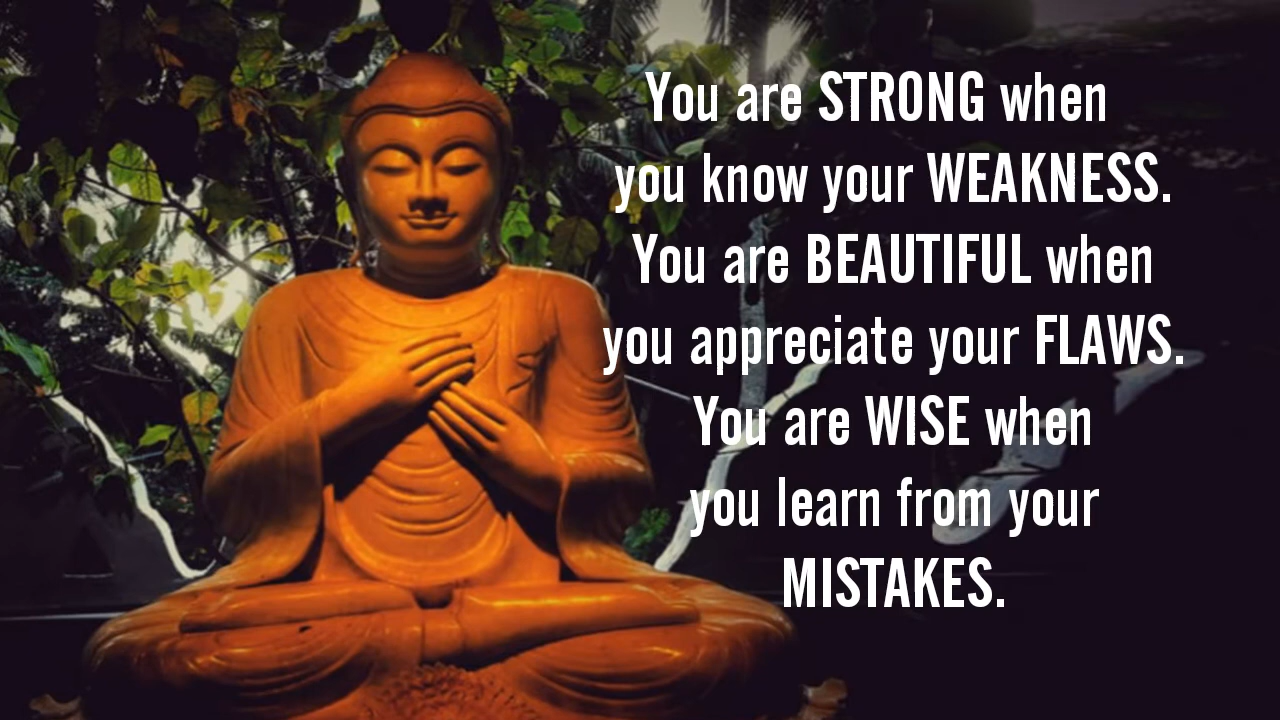 You are STRONG when
you know your WEAKNESS.
You are BEAUTIFUL when
you appreciate your FLAWS.
You are WISE when
you learn from your
MISTAKES.